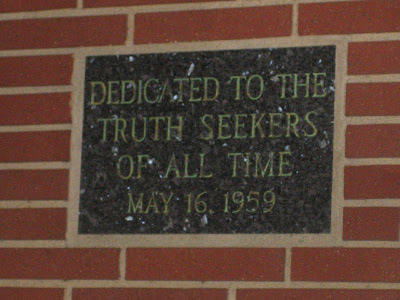 DEDICATED TO THE
TRUTH SEEKERS
OF ALL TIME
MAY 16, 1959